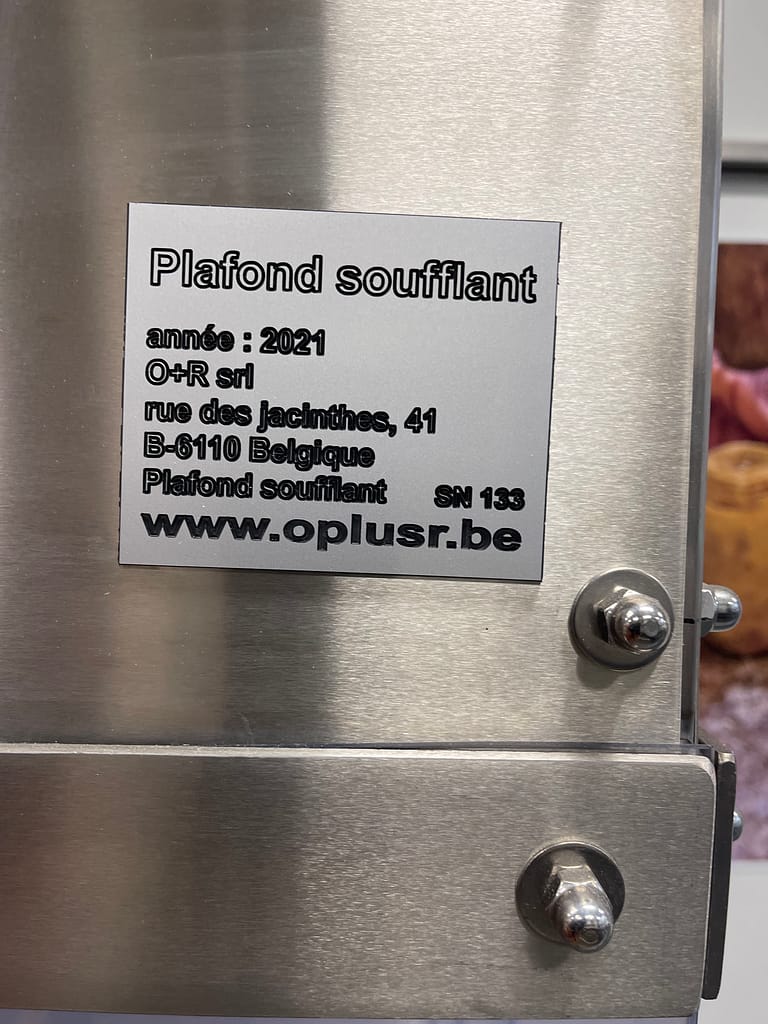 Plafond soufflant
année : 2021
O+R srl
rue des jacinthes, 41
B-6110 Belgique
Plafond soufflant SN 133
www.oplusr.be